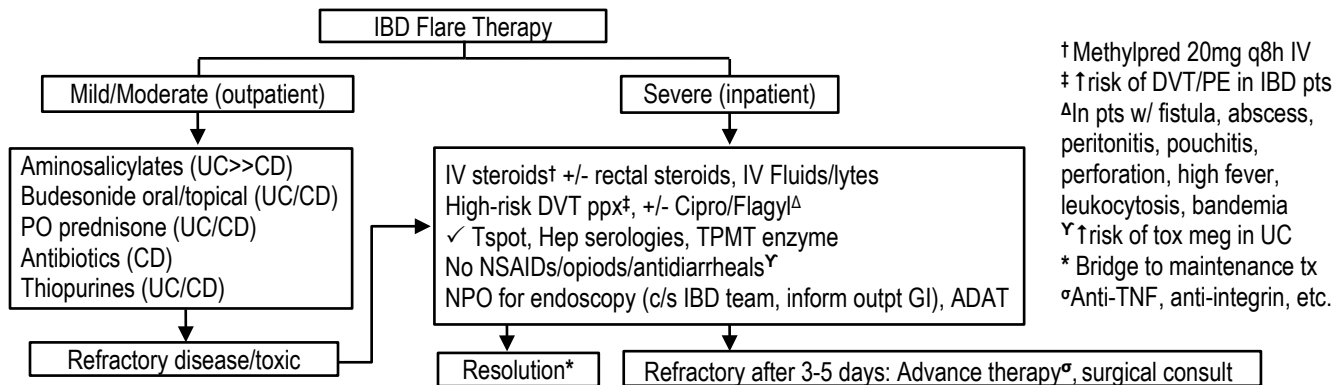 IBD Flare Therapy
Mild/Moderate (outpatient)
Severe (inpatient)
Aminosalicylates (UC>>CD)
Budesonide oral/topical (UC/CD)
PO prednisone (UC/CD)
Antibiotics (CD)
Thiopurines (UC/CD)
Refractory disease/toxic
IV steroids† +/- rectal steroids, IV Fluids/lytes
High-risk DVT ppx‡, +/- Cipro/FlagylΔ
✓ Tspot, Hep serologies, TPMT enzyme
No NSAIDs/opiods/antidiarrhealsϒ
NPO for endoscopy (c/s IBD team, inform outpt GI), ADAT
Resolution*
Refractory after 3-5 days: Advance therapyσ, surgical consult
† Methylpred 20mg q8h IV
‡ ↑risk of DVT/PE in IBD pts
ΔIn pts w/ fistula, abscess,
peritonitis, pouchitis,
perforation, high fever,
leukocytosis, bandemia
ϒ↑risk of tox meg in UC
* Bridge to maintenance tx
σAnti-TNF, anti-integrin, etc.